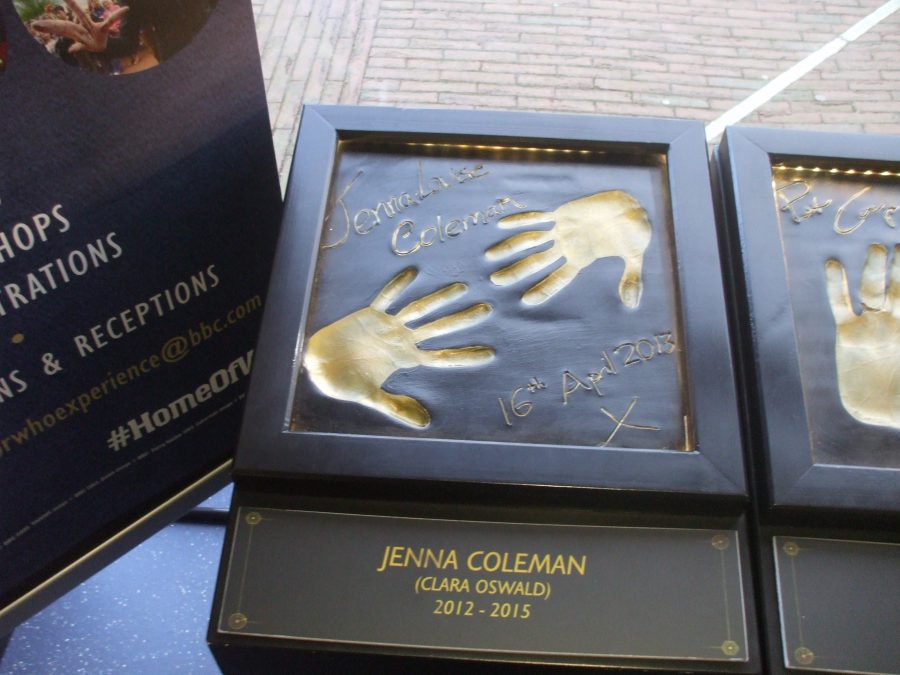 HOPS
TRATIONS
NS & RECEPTIONS
rwhoexperience@bbc.com
#HomeOfW
Jenna Louise
Coleman
16th April 2013
X
JENNA COLEMAN
(CLARA OSWALD)
2012 - 2015